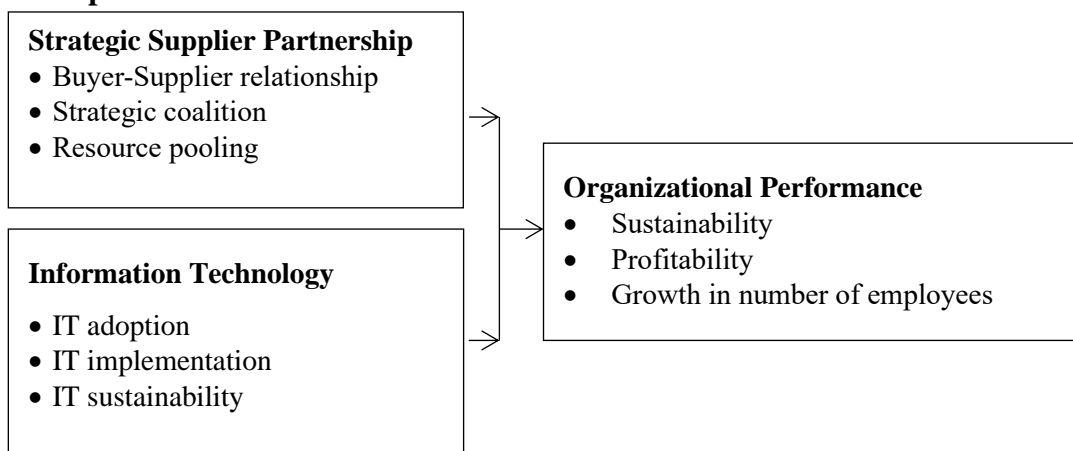 Strategic Supplier Partnership
• Buyer-Supplier relationship
• Strategic coalition
• Resource pooling
Information Technology
• IT adoption
• IT implementation
• IT sustainability
Organizational Performance
• Sustainability
• Profitability
• Growth in number of employees